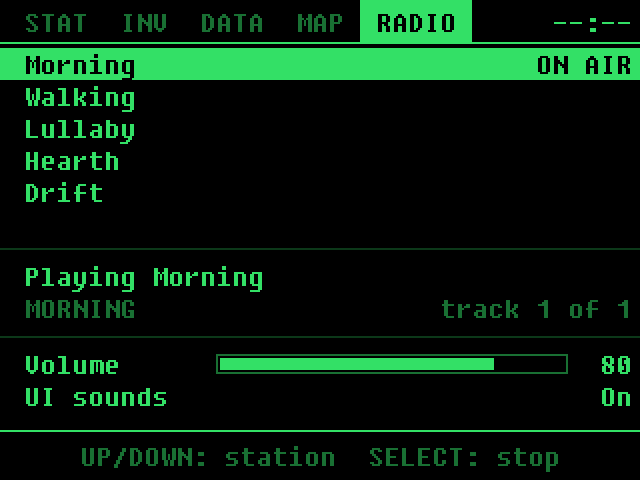 STAT INV DATA MAP RADIO --:--
Morning ON AIR
Walking
Lullaby
Hearth
Drift
Playing Morning
MORNING track 1 of 1
Volume 80
UI sounds On
UP/DOWN: station SELECT: stop